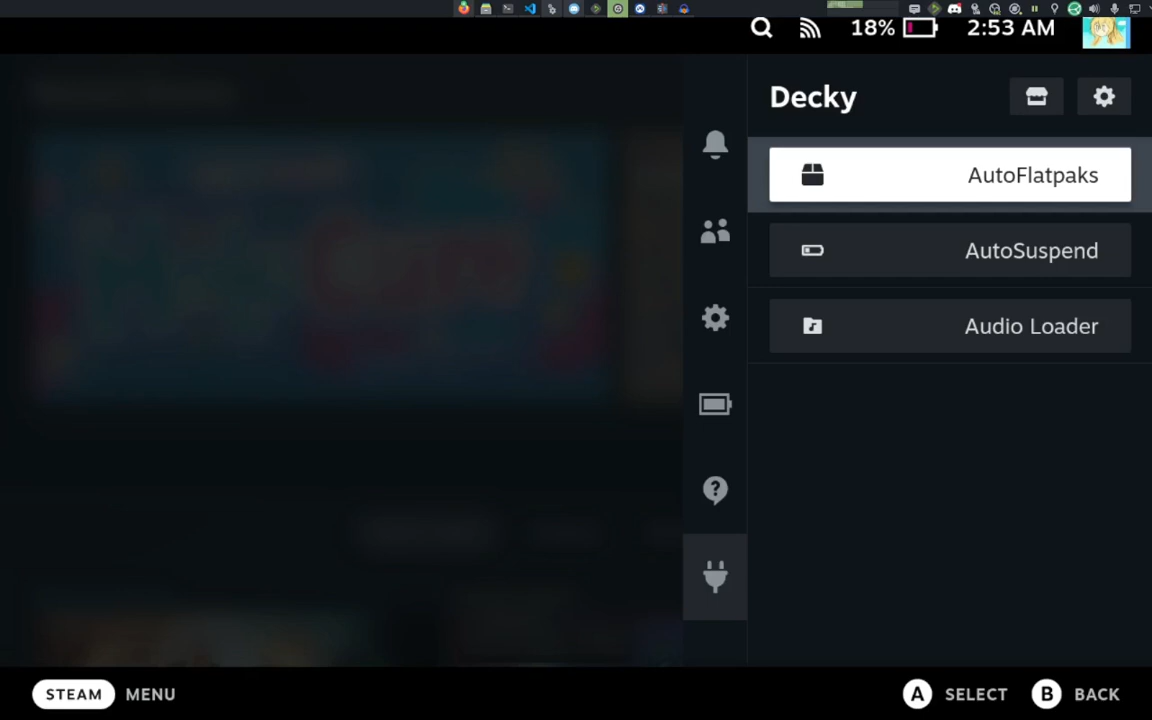 18% 2:53 AM
Decky
AutoFlatpaks
AutoSuspend
Audio Loader
STEAM MENU
A SELECT B BACK